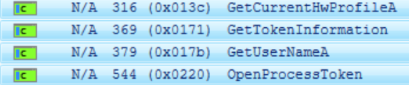 C N/A 316 (0x013c) GetCurrentHwProfileA
C N/A 369 (0x0171) GetTokenInformation
C N/A 379 (0x017b) GetUserNameA
C N/A 544 (0x0220) OpenProcessToken